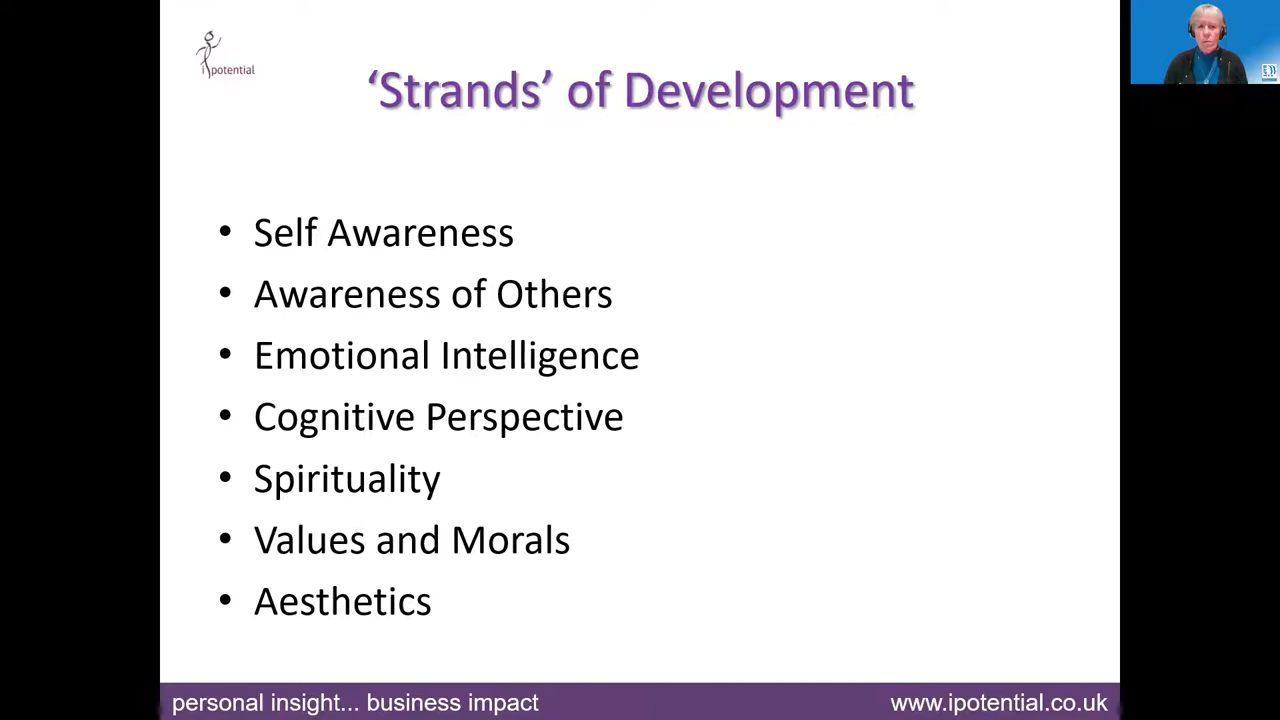 ipotential
‘Strands’ of Development
• Self Awareness
• Awareness of Others
• Emotional Intelligence
• Cognitive Perspective
• Spirituality
• Values and Morals
• Aesthetics
personal insight... business impact
www.ipotential.co.uk